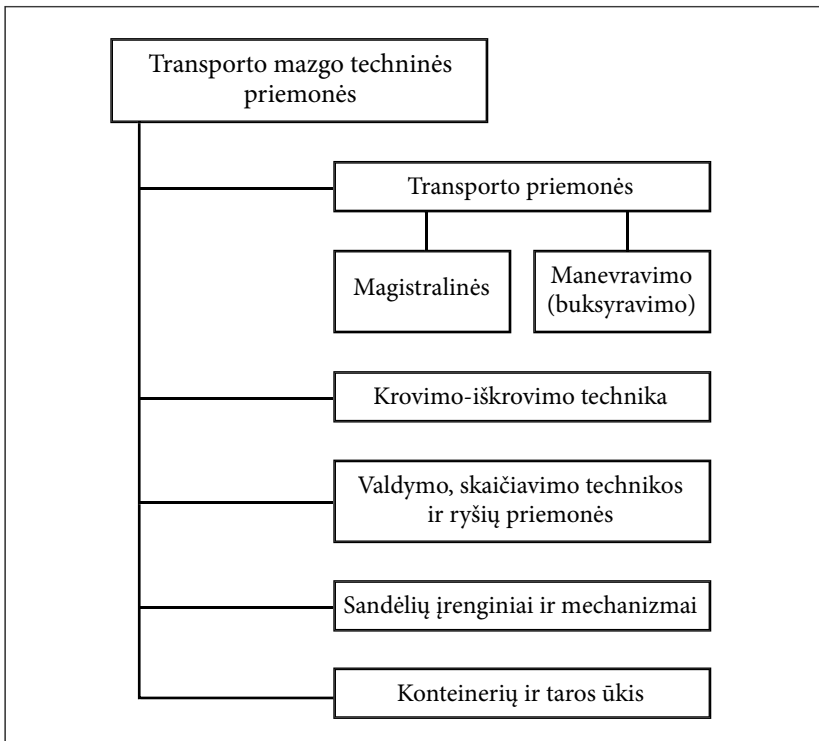 Transporto mazgo techninės
priemonės
Transporto priemonės
Magistralinės
Manevravimo
(buksyravimo)
Krovimo-iškrovimo technika
Valdymo, skaičiavimo technikos
ir ryšių priemonės
Sandėlių įrenginiai ir mechanizmai
Konteinerių ir taros ūkis